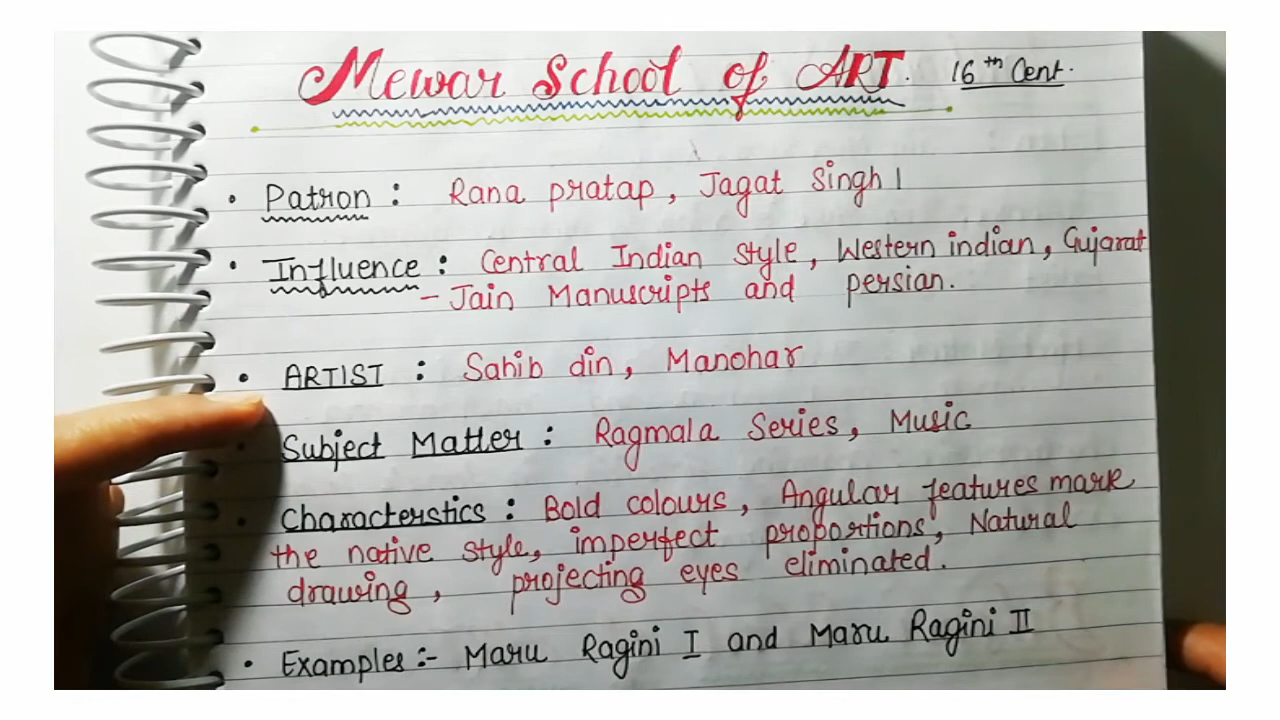 Mewar School of ART. 16th Cent.
• Patron : Rana pratap, Jagat Singh I
• Influence : Central Indian Style, Western indian, Gujarat
- Jain Manuscripts and persian.
• ARTIST : Sahib din, Manohar
• Subject Matter : Ragmala Series, Music
• Characterstics : Bold colours, Angular features mark
the native style, imperfect proportions, Natural
drawing, projecting eyes eliminated.
• Examples :- Maru Ragini I and Maru Ragini II